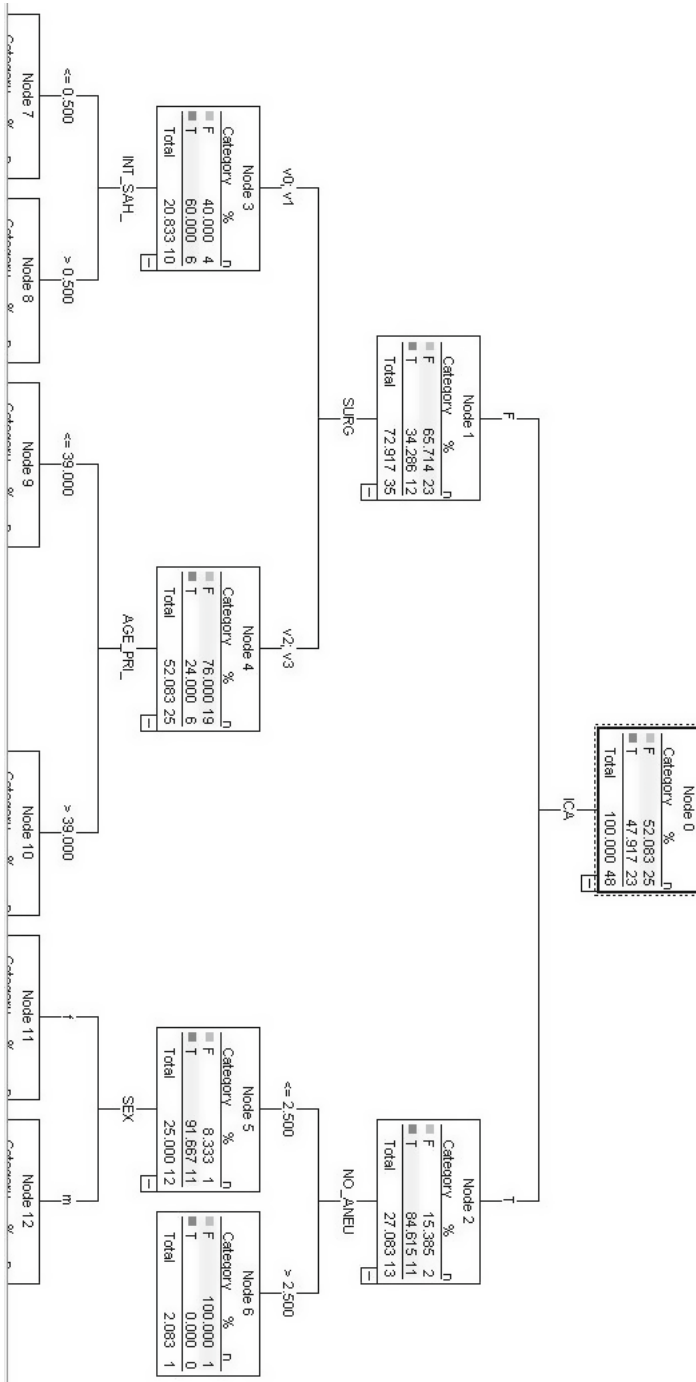 Node 0
Category % n
F 52.083 25
T 47.917 23
Total 100.000 48
ICA
F
T
Node 1
Category % n
F 65.714 23
T 34.286 12
Total 72.917 35
Node 2
Category % n
F 15.385 2
T 84.615 11
Total 27.083 13
SURG
NO_ANEU
v0; v1
v2; v3
<= 2.500
> 2.500
Node 3
Category % n
F 40.000 4
T 60.000 6
Total 20.833 10
Node 4
Category % n
F 76.000 19
T 24.000 6
Total 52.083 25
Node 5
Category % n
F 8.333 1
T 91.667 11
Total 25.000 12
Node 6
Category % n
F 100.000 1
T 0.000 0
Total 2.083 1
INT_SAH_
AGE_PRI_
SEX
<= 0.500
> 0.500
<= 39.000
> 39.000
f
m
Node 7
Category % n
Node 8
Category % n
Node 9
Category % n
Node 10
Category % n
Node 11
Category % n
Node 12
Category % n